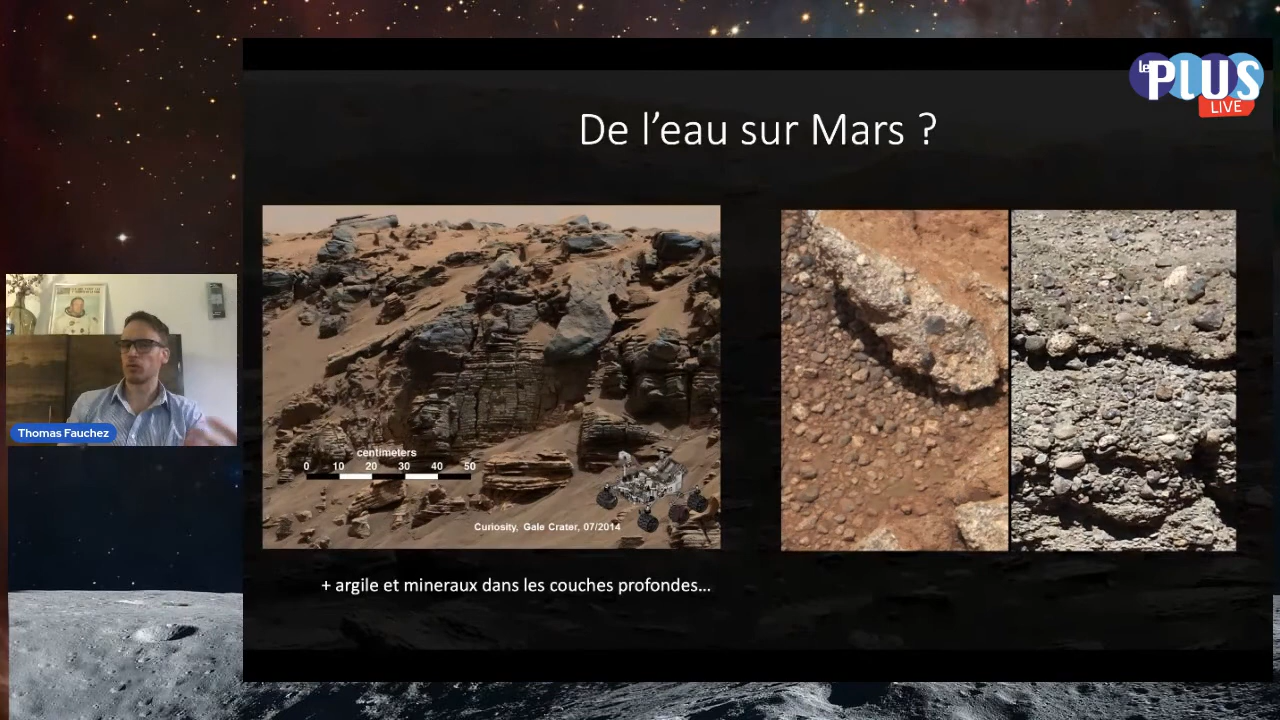 le PLUS
LIVE
De l'eau sur Mars ?
centimeters
0 10 20 30 40 50
Curiosity, Gale Crater, 07/2014
Thomas Fauchez
+ argile et mineraux dans les couches profondes...